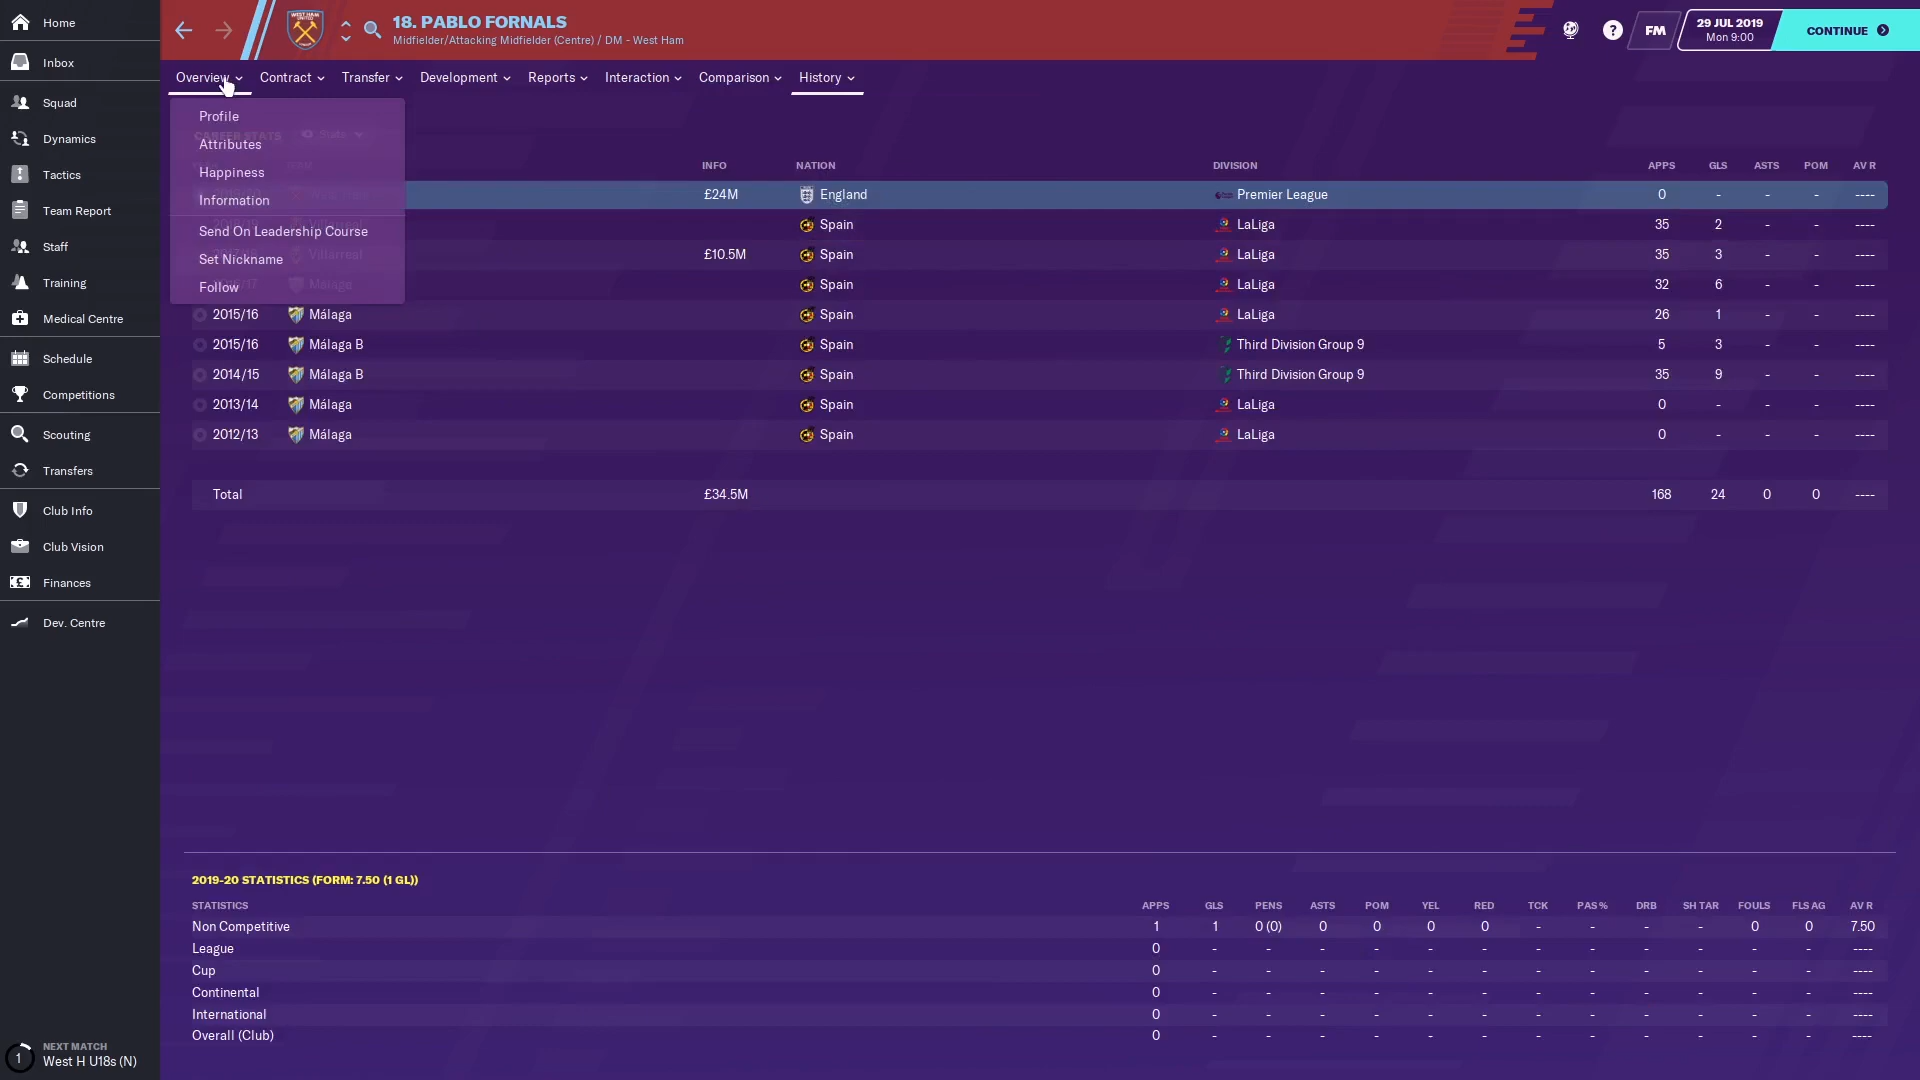 Home
Inbox
Squad
Dynamics
Tactics
Team Report
Staff
Training
Medical Centre
Schedule
Competitions
Scouting
Transfers
Club Info
Club Vision
Finances
Dev. Centre
1
NEXT MATCH
West H U18s (N)
WEST HAM
18. PABLO FORNALS
Midfielder/Attacking Midfielder (Centre) / DM - West Ham
?
FM
29 JUL 2019
Mon 9:00
CONTINUE
Overview Contract Transfer Development Reports Interaction Comparison History
Profile
Attributes
Happiness
Information
Send On Leadership Course
Set Nickname
Follow
CAREER STATS Stats
INFO NATION DIVISION APPS GLS ASTS POM AV R
£24M England Premier League 0 - - - ----
Spain LaLiga 35 2 - - ----
Villarreal £10.5M Spain LaLiga 35 3 - - ----
Málaga Spain LaLiga 32 6 - - ----
2015/16 Málaga Spain LaLiga 26 1 - - ----
2015/16 Málaga B Spain Third Division Group 9 5 3 - - ----
2014/15 Málaga B Spain Third Division Group 9 35 9 - - ----
2013/14 Málaga Spain LaLiga 0 - - - ----
2012/13 Málaga Spain LaLiga 0 - - - ----
Total £34.5M 168 24 0 0 ----
2019-20 STATISTICS (FORM: 7.50 (1 GL))
STATISTICS APPS GLS PENS ASTS POM YEL RED TCK PAS % DRB SH TAR FOULS FLS AG AV R
Non Competitive 1 1 0 (0) 0 0 0 0 - - - - 0 0 7.50
League 0 - - - - - - - - - - - - ----
Cup 0 - - - - - - - - - - - - ----
Continental 0 - - - - - - - - - - - - ----
International 0 - - - - - - - - - - - - ----
Overall (Club) 0 - - - - - - - - - - - - ----